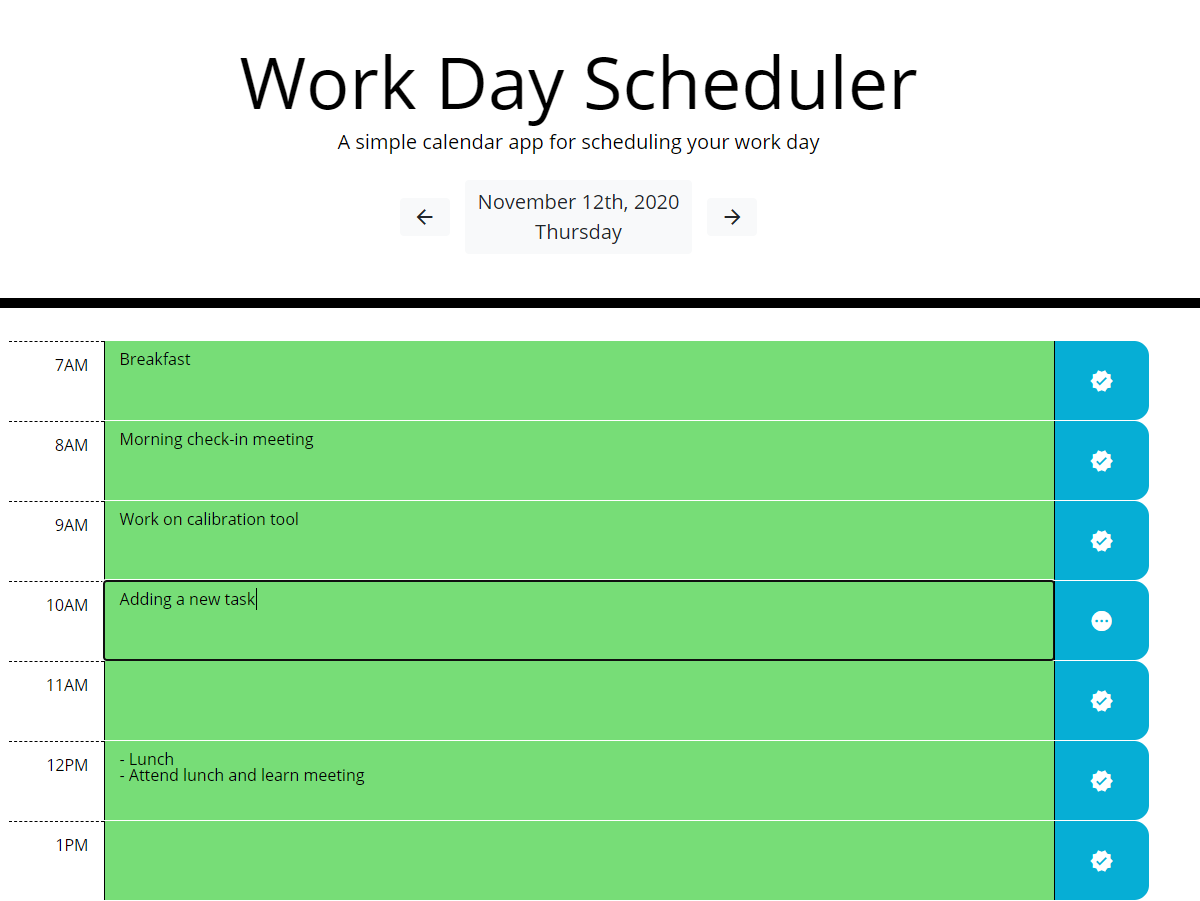 Work Day Scheduler
A simple calendar app for scheduling your work day
November 12th, 2020
Thursday
7AM
Breakfast
8AM
Morning check-in meeting
9AM
Work on calibration tool
10AM
Adding a new task
11AM
12PM
- Lunch
- Attend lunch and learn meeting
1PM